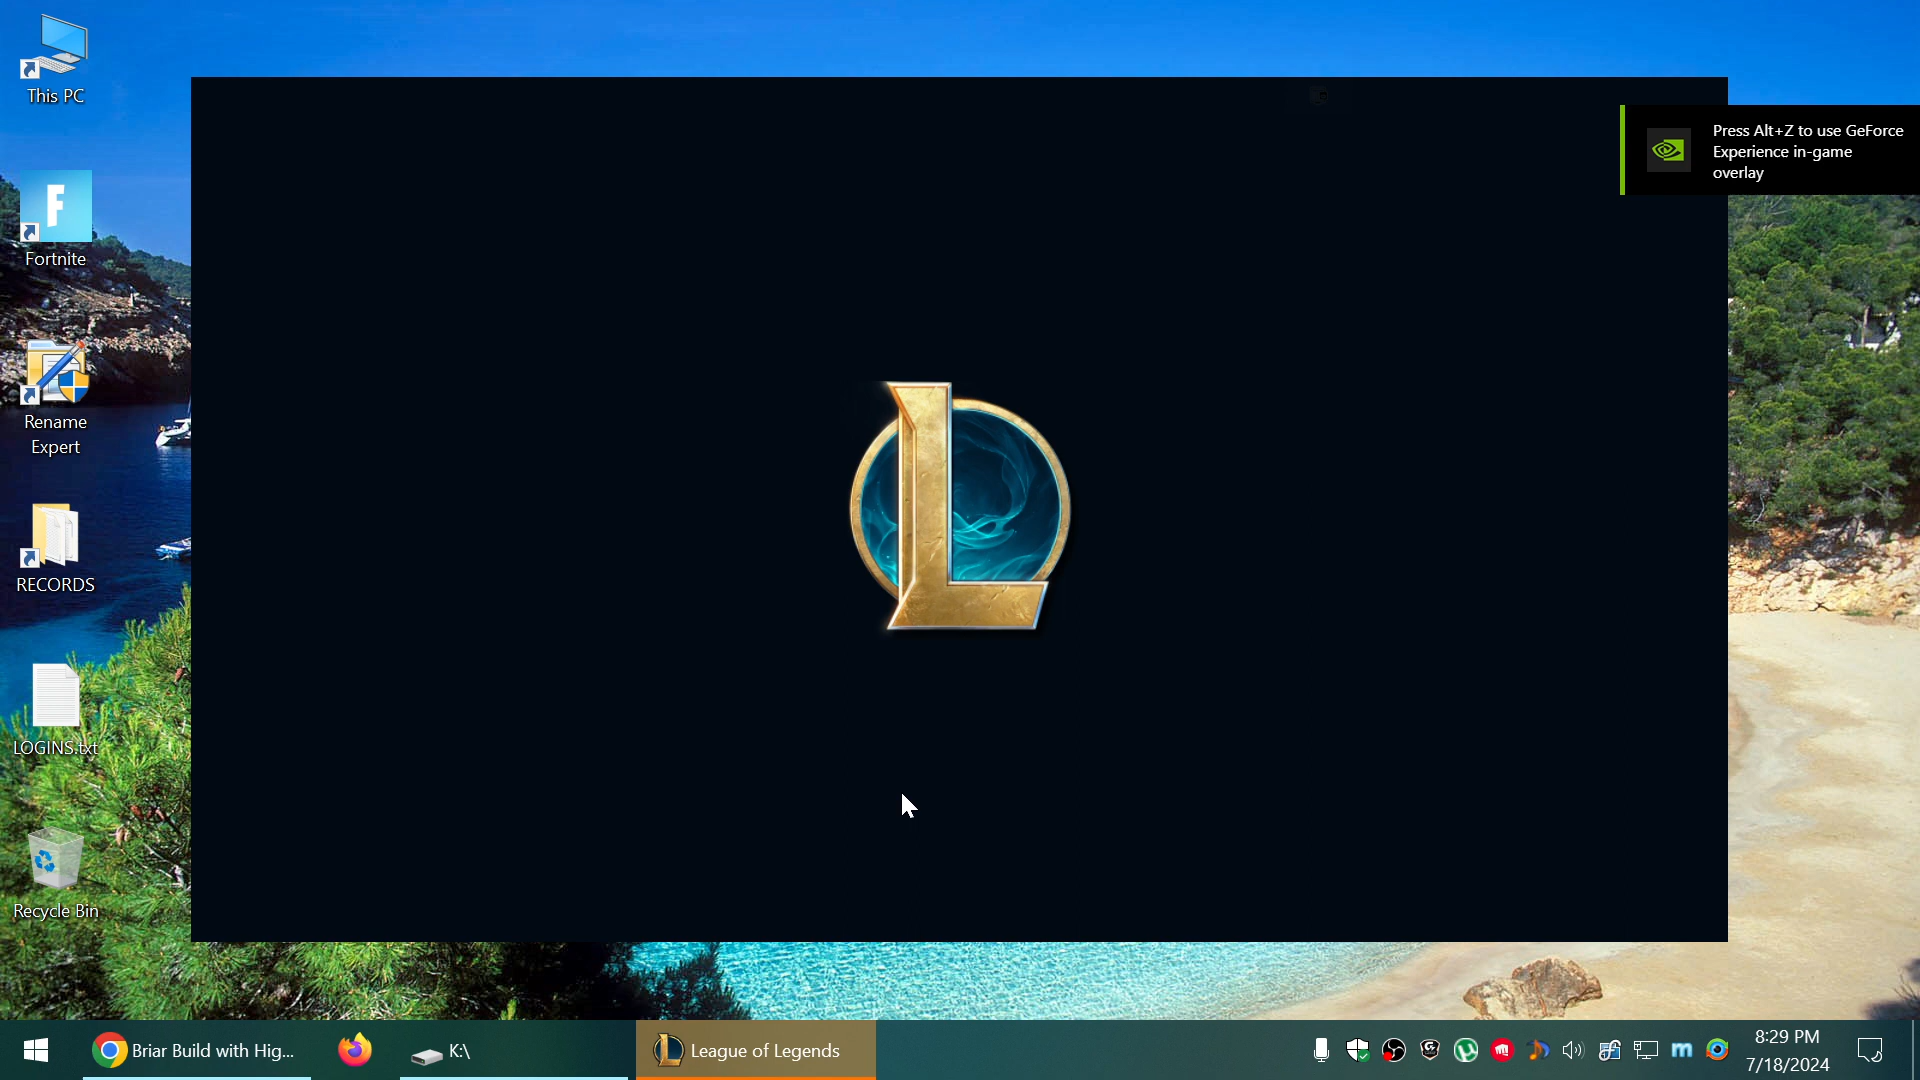 This PC
Fortnite
Rename
Expert
RECORDS
LOGINS.txt
Recycle Bin
Press Alt+Z to use GeForce
Experience in-game
overlay
Briar Build with Hig...
K:\
League of Legends
8:29 PM
7/18/2024